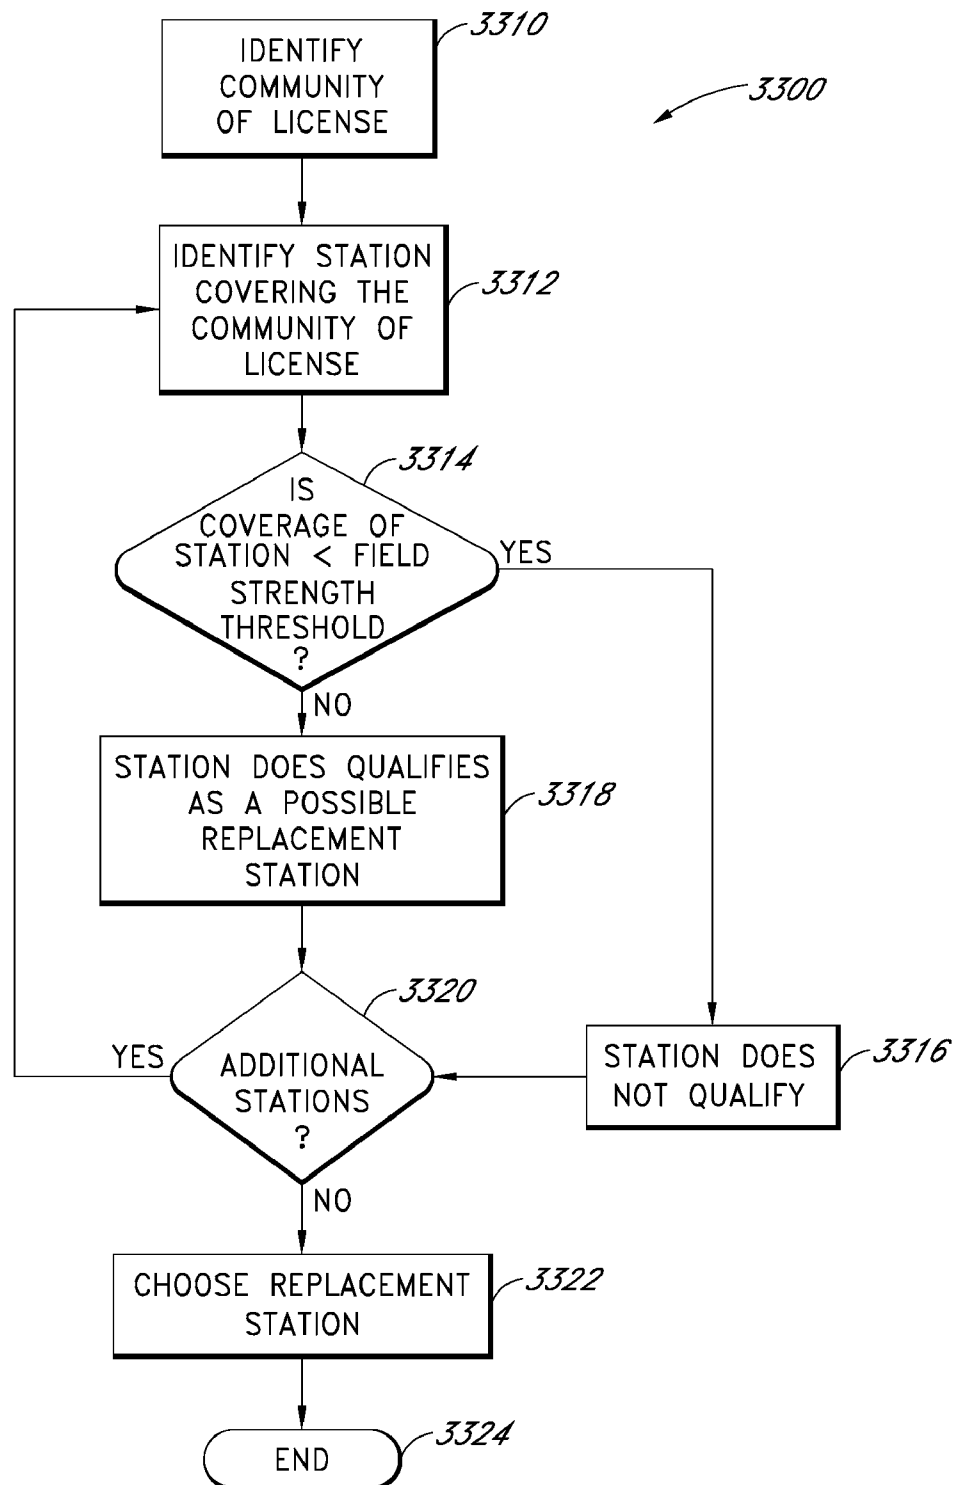 3310
IDENTIFY
COMMUNITY
OF LICENSE
3300
IDENTIFY STATION
COVERING THE
COMMUNITY OF
LICENSE
3312
3314
IS
COVERAGE OF
STATION < FIELD
STRENGTH
THRESHOLD
?
YES
NO
STATION DOES QUALIFIES
AS A POSSIBLE
REPLACEMENT
STATION
3318
3320
YES
ADDITIONAL
STATIONS
?
STATION DOES
NOT QUALIFY
3316
NO
CHOOSE REPLACEMENT
STATION
3322
END
3324